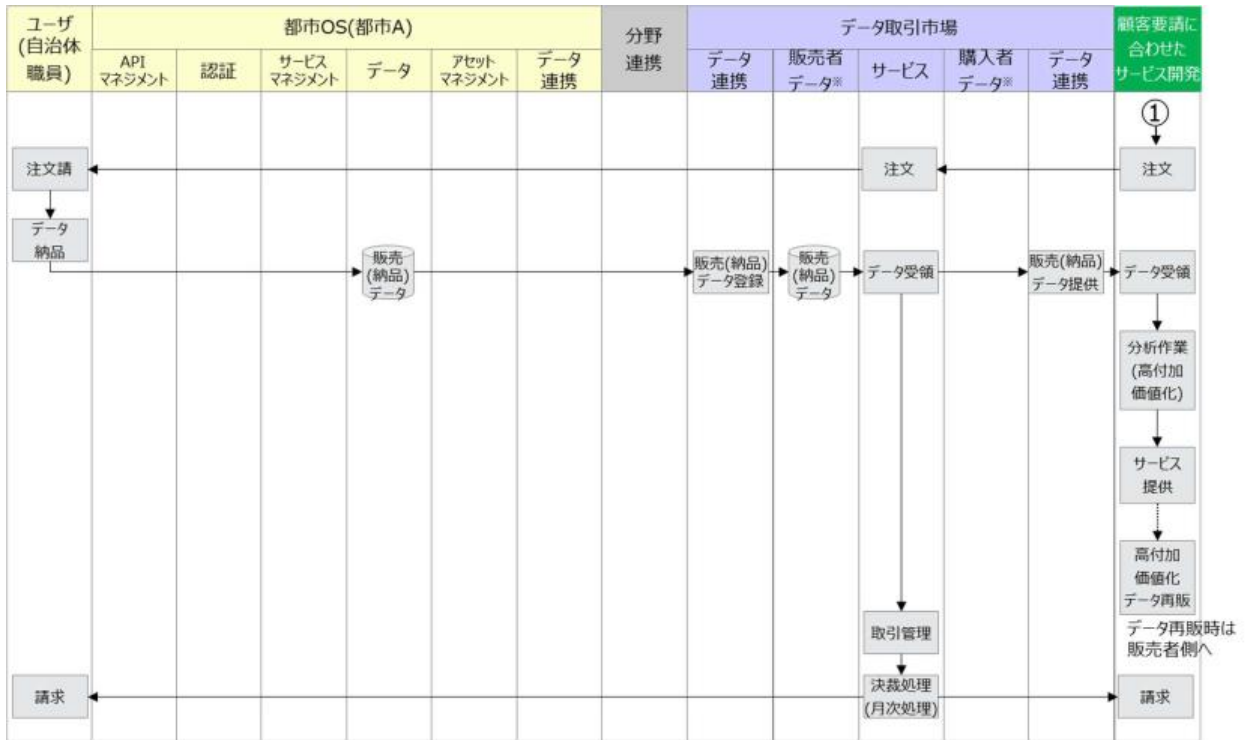 ユーザ
(自治体
職員)
都市OS(都市A)
API
マネジメント
認証
サービス
マネジメント
データ
アセット
マネジメント
データ
連携
分野
連携
データ取引市場
データ
連携
販売者
データ※
サービス
購入者
データ※
データ
連携
顧客要請に
合わせた
サービス開発
①
注文請
注文
注文
データ
納品
販売
(納品)
データ
販売(納品)
データ登録
販売
(納品)
データ
データ受領
販売(納品)
データ提供
データ受領
分析作業
(高付加
価値化)
サービス
提供
高付加
価値化
データ再販
データ再販時は
販売者側へ
取引管理
請求
決裁処理
(月次処理)
請求